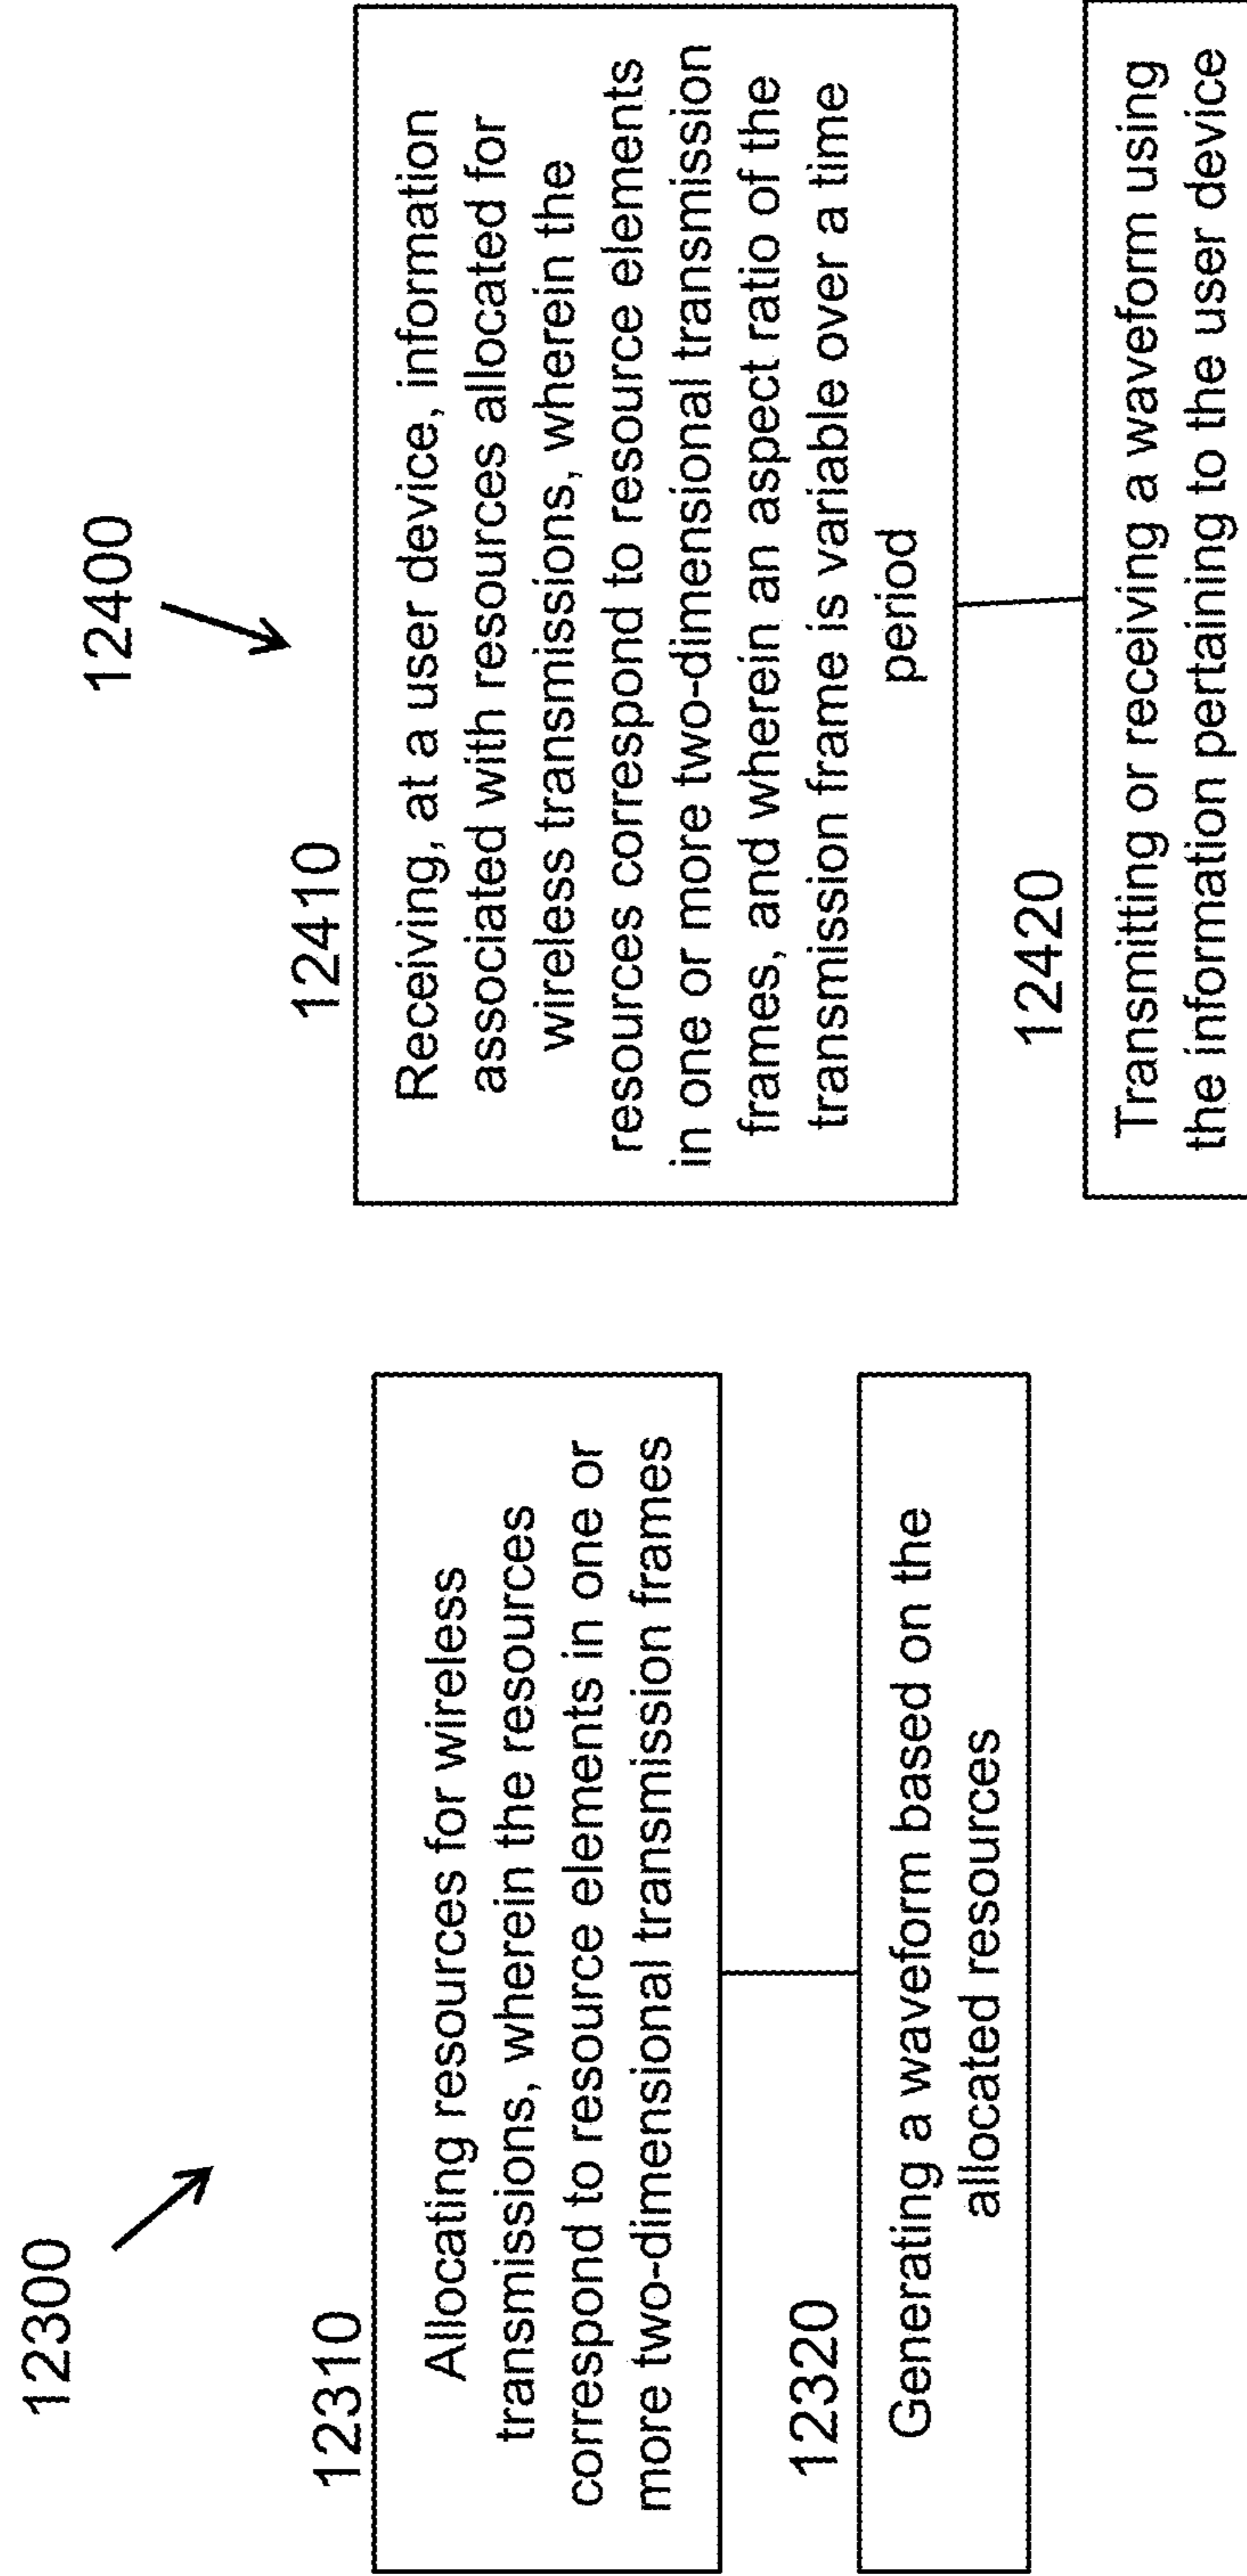 12300
12310
Allocating resources for wireless
transmissions, wherein the resources
correspond to resource elements in one or
more two-dimensional transmission frames
12320
Generating a waveform based on the
allocated resources
12400
12410
Receiving, at a user device, information
associated with resources allocated for
wireless transmissions, wherein the
resources correspond to resource elements
in one or more two-dimensional transmission
frames, and wherein an aspect ratio of the
transmission frame is variable over a time
period
12420
Transmitting or receiving a waveform using
the information pertaining to the user device